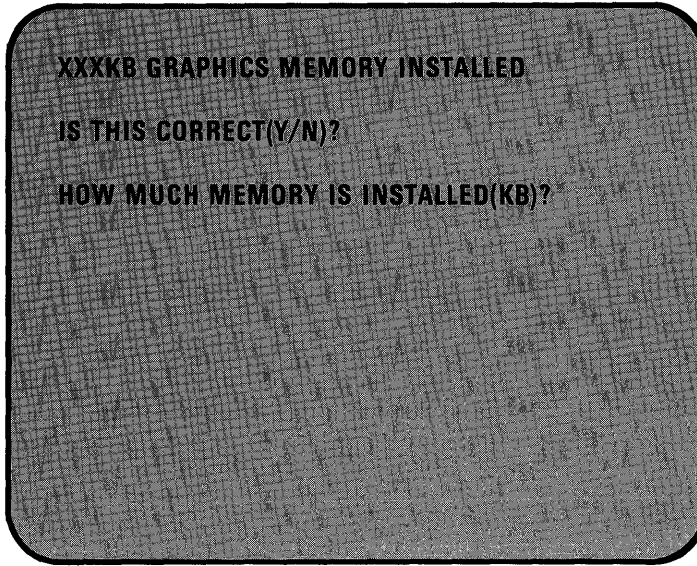 XXXKB GRAPHICS MEMORY INSTALLED
IS THIS CORRECT(Y/N)?
HOW MUCH MEMORY IS INSTALLED(KB)?